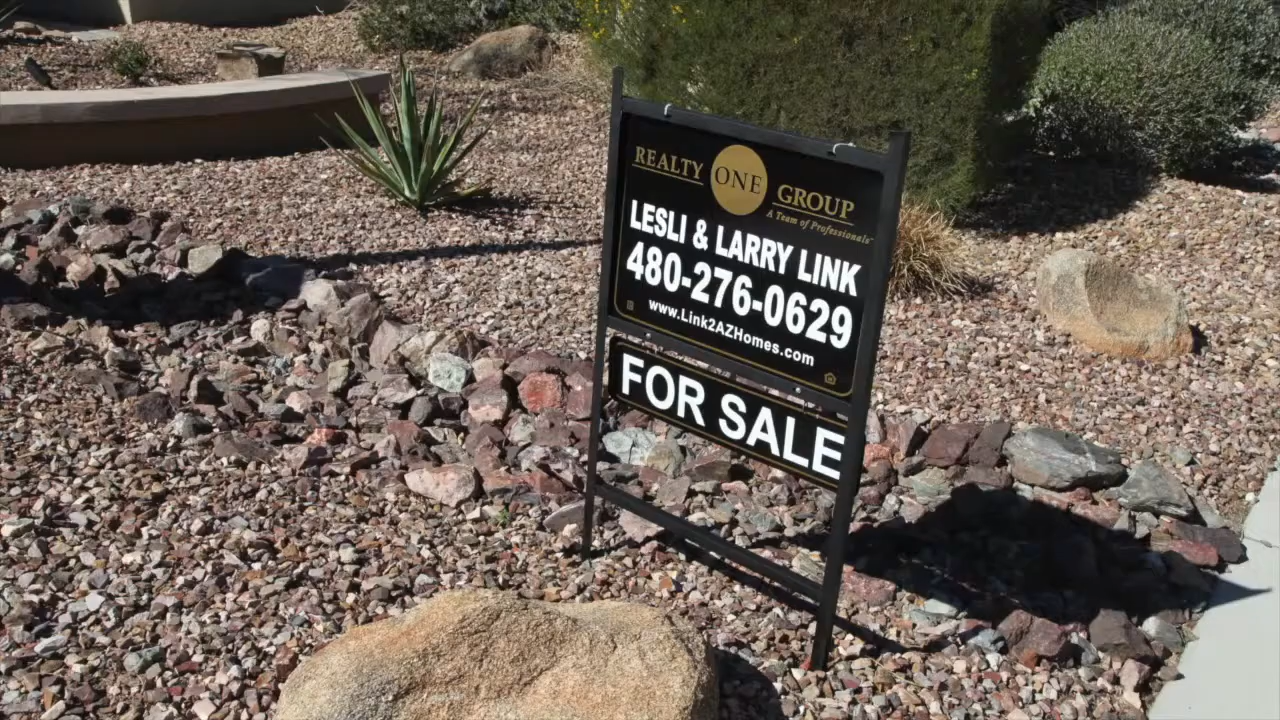 REALTY ONE GROUP
A Team of Professionals
LESLI & LARRY LINK
480-276-0629
www.Link2AZHomes.com
FOR SALE